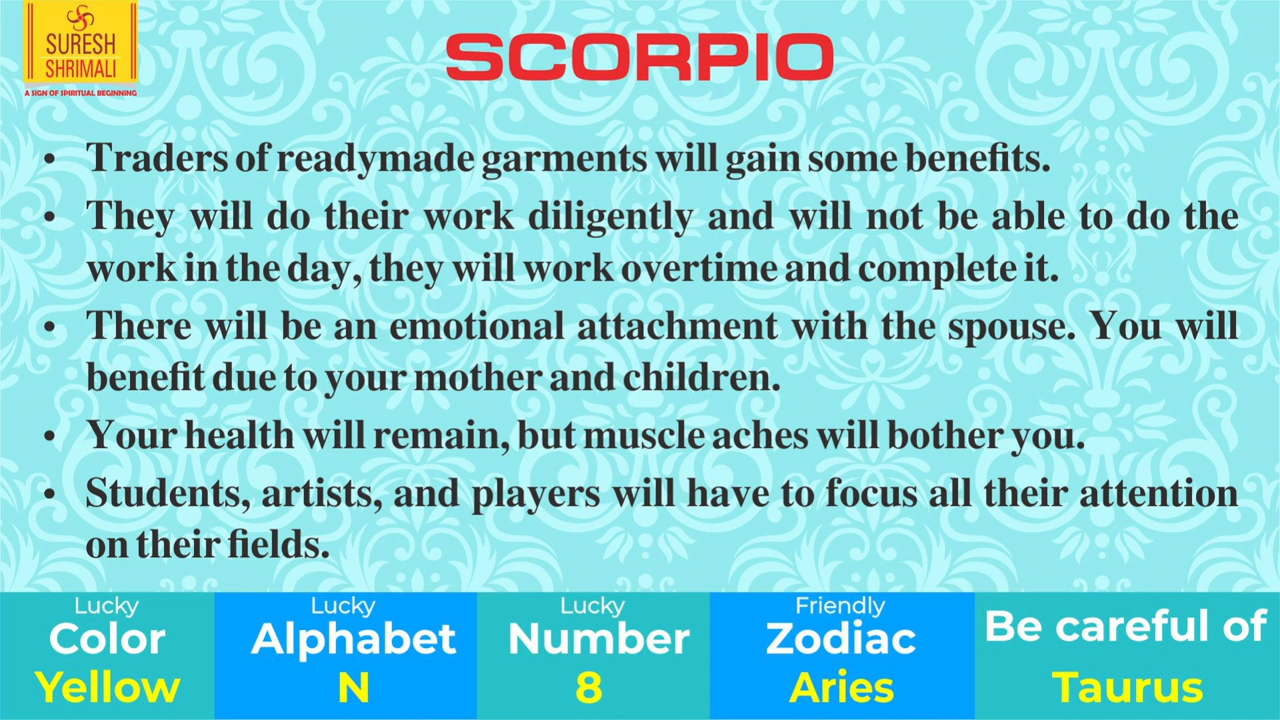 SURESH
SHRIMALI
A SIGN OF SPIRITUAL BEGINNING
SCORPIO
• Traders of readymade garments will gain some benefits.
• They will do their work diligently and will not be able to do the
work in the day, they will work overtime and complete it.
• There will be an emotional attachment with the spouse. You will
benefit due to your mother and children.
• Your health will remain, but muscle aches will bother you.
• Students, artists, and players will have to focus all their attention
on their fields.
Lucky
Color
Yellow
Lucky
Alphabet
N
Lucky
Number
8
Friendly
Zodiac
Aries
Be careful of
Taurus